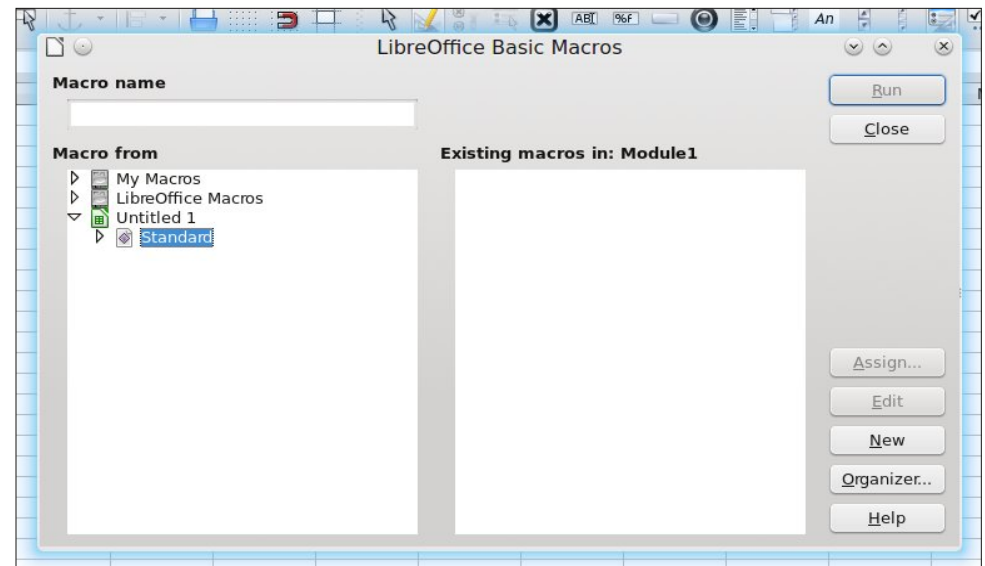 ABI %F An
LibreOffice Basic Macros
Macro name
Run
Close
Macro from
Existing macros in: Module1
My Macros
LibreOffice Macros
Untitled 1
Standard
Assign...
Edit
New
Organizer...
Help